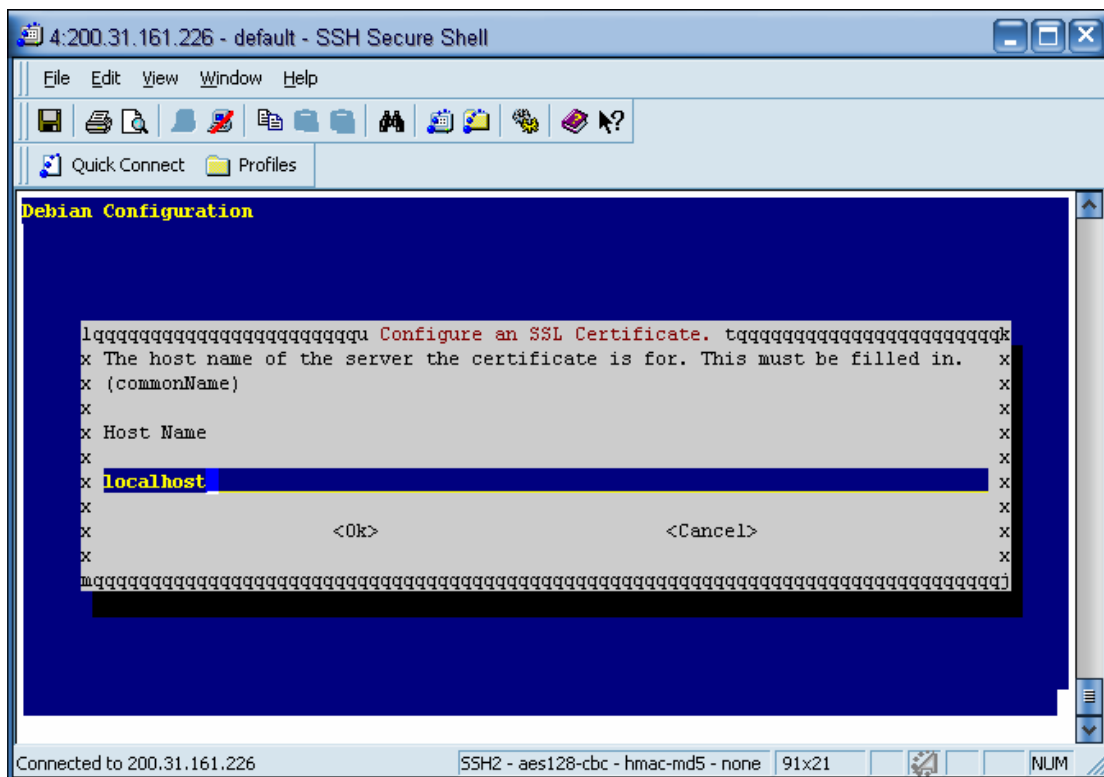 4:200.31.161.226 - default - SSH Secure Shell
File Edit View Window Help
Quick Connect Profiles
Debian Configuration
lqqqqqqqqqqqqqqqqqqqqqqqu Configure an SSL Certificate. tqqqqqqqqqqqqqqqqqqqqqqqk
x The host name of the server the certificate is for. This must be filled in. x
x (commonName) x
x x
x Host Name x
x x
x localhost x
x x
x <Ok> <Cancel> x
x x
mqqqqqqqqqqqqqqqqqqqqqqqqqqqqqqqqqqqqqqqqqqqqqqqqqqqqqqqqqqqqqqqqqqqqqqqqqqqqqqj
Connected to 200.31.161.226 SSH2 - aes128-cbc - hmac-md5 - none 91x21 NUM